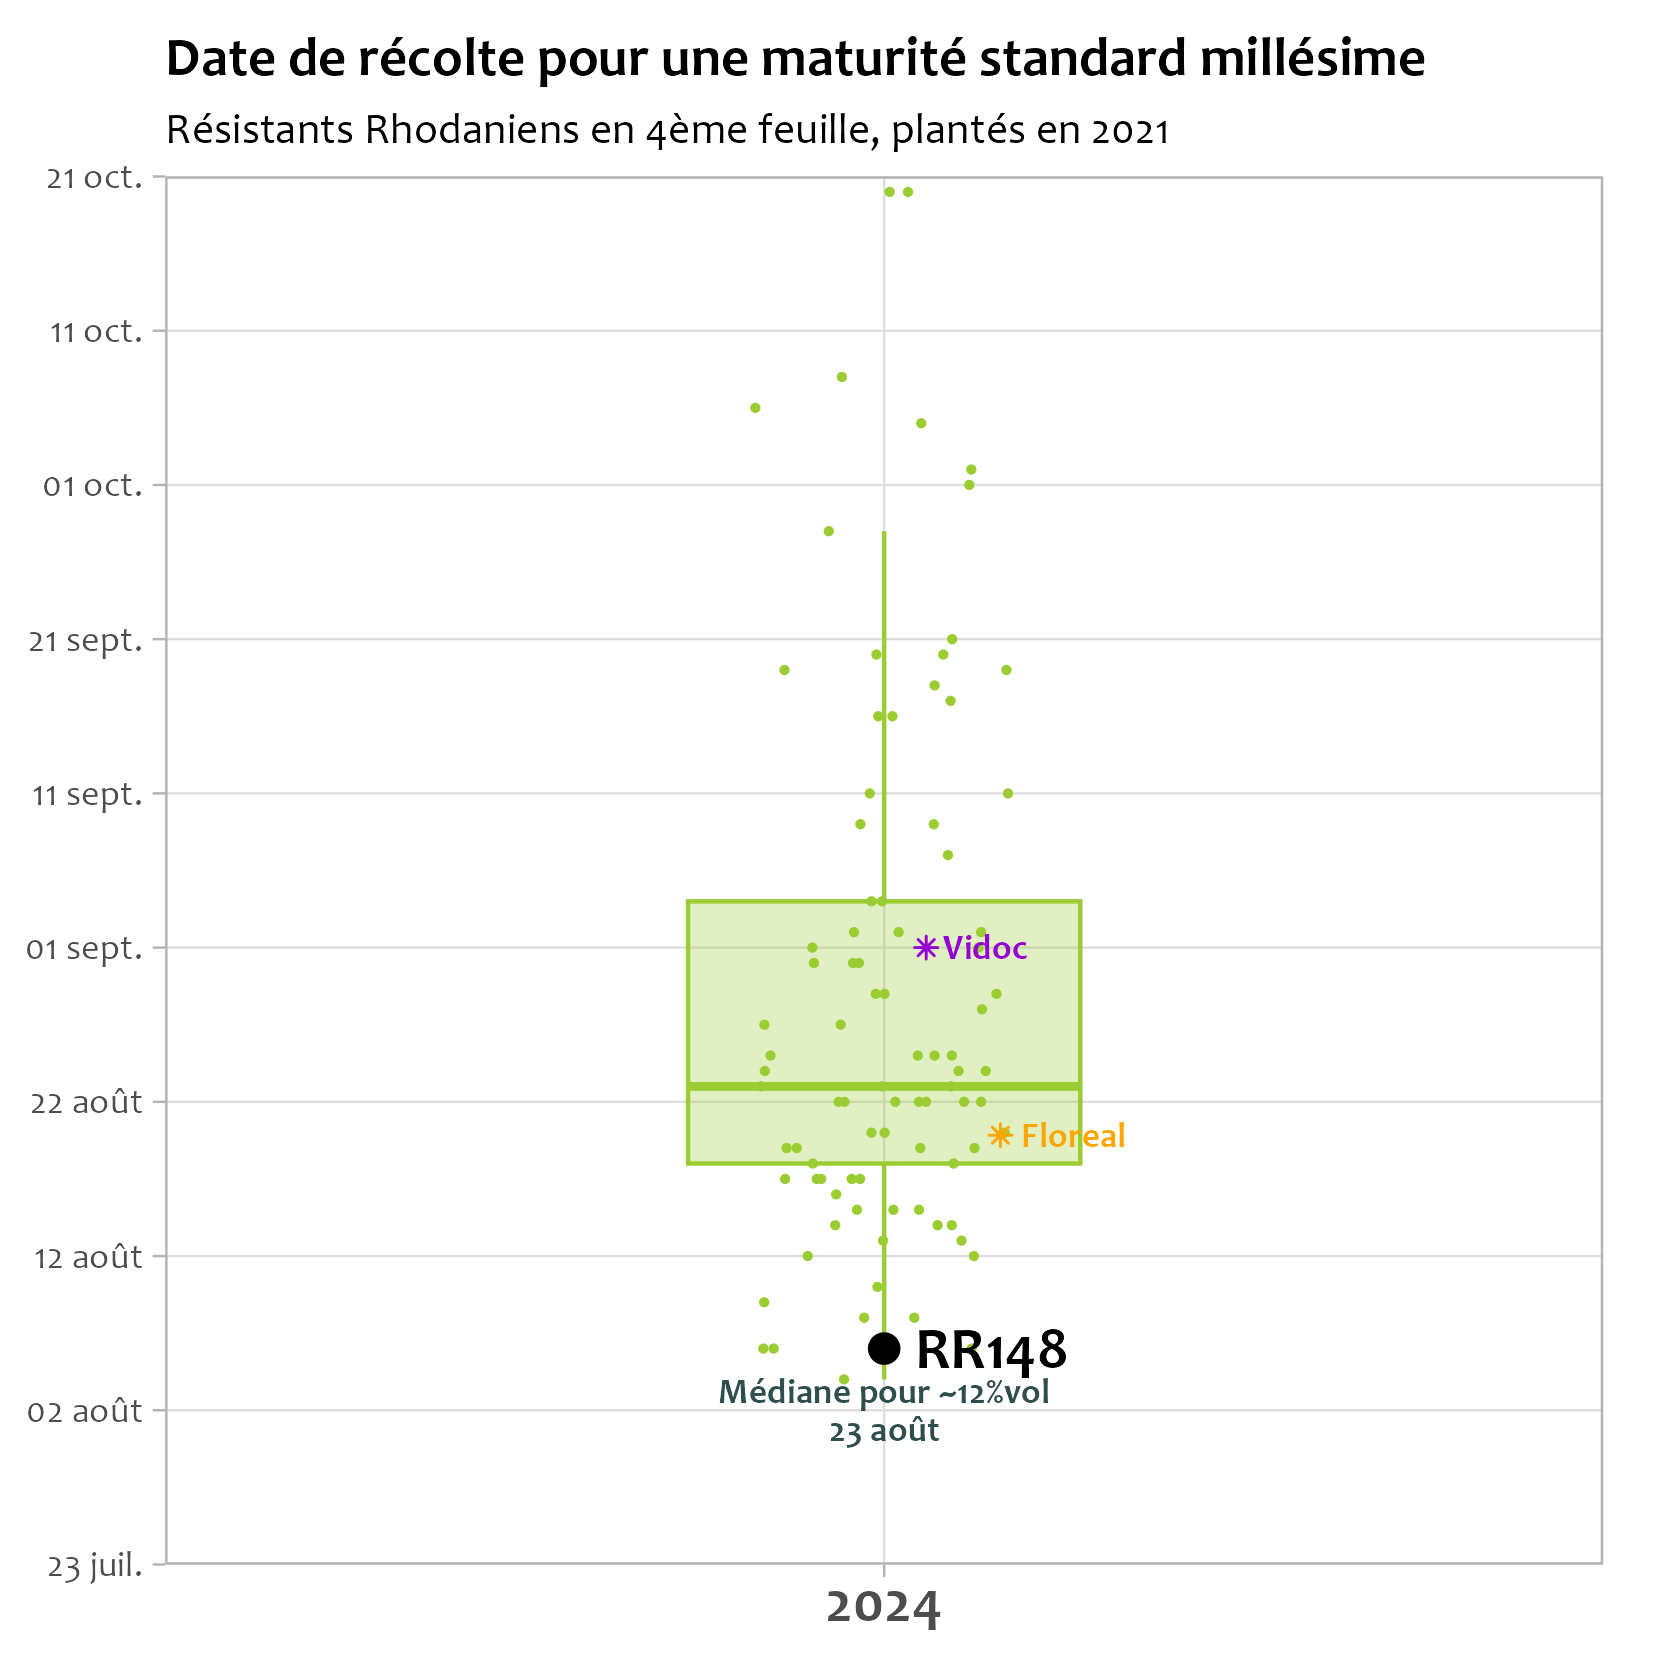 Date de récolte pour une maturité standard millésime
Résistants Rhodaniens en 4ème feuille, plantés en 2021
21 oct.
11 oct.
01 oct.
21 sept.
11 sept.
01 sept.
Vidoc
22 août
Floreal
12 août
RR148
Médiane pour ~12%vol
02 août
23 août
23 juil.
2024